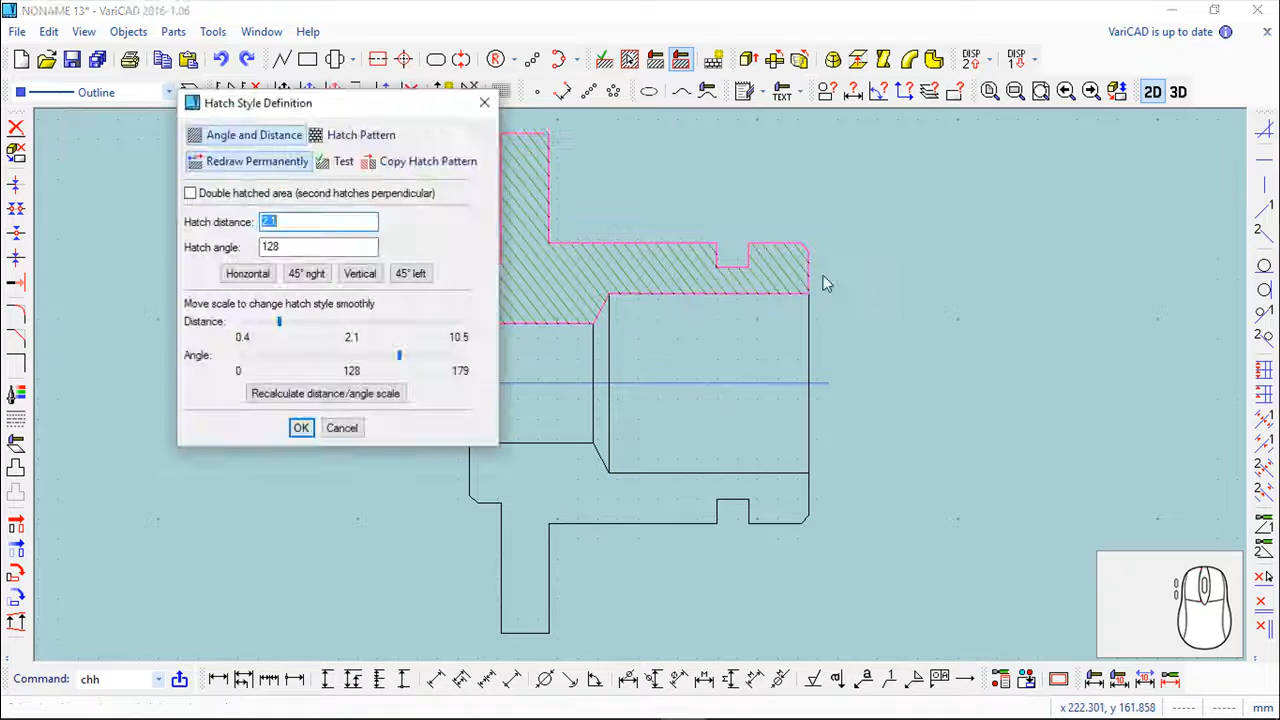 NONAME 13* - VariCAD 2016-1.06
File Edit View Objects Parts Tools Window Help
VariCAD is up to date
DISP DISP
Outline
TEXT
2D 3D
Hatch Style Definition
Angle and Distance Hatch Pattern
Redraw Permanently Test Copy Hatch Pattern
Double hatched area (second hatches perpendicular)
Hatch distance: 2.1
Hatch angle: 128
Horizontal 45° right Vertical 45° left
Move scale to change hatch style smoothly
Distance:
0.4 2.1 10.5
Angle:
0 128 179
Recalculate distance/angle scale
OK Cancel
Command: chh
x 222.301, y 161.858 ----- ----- mm